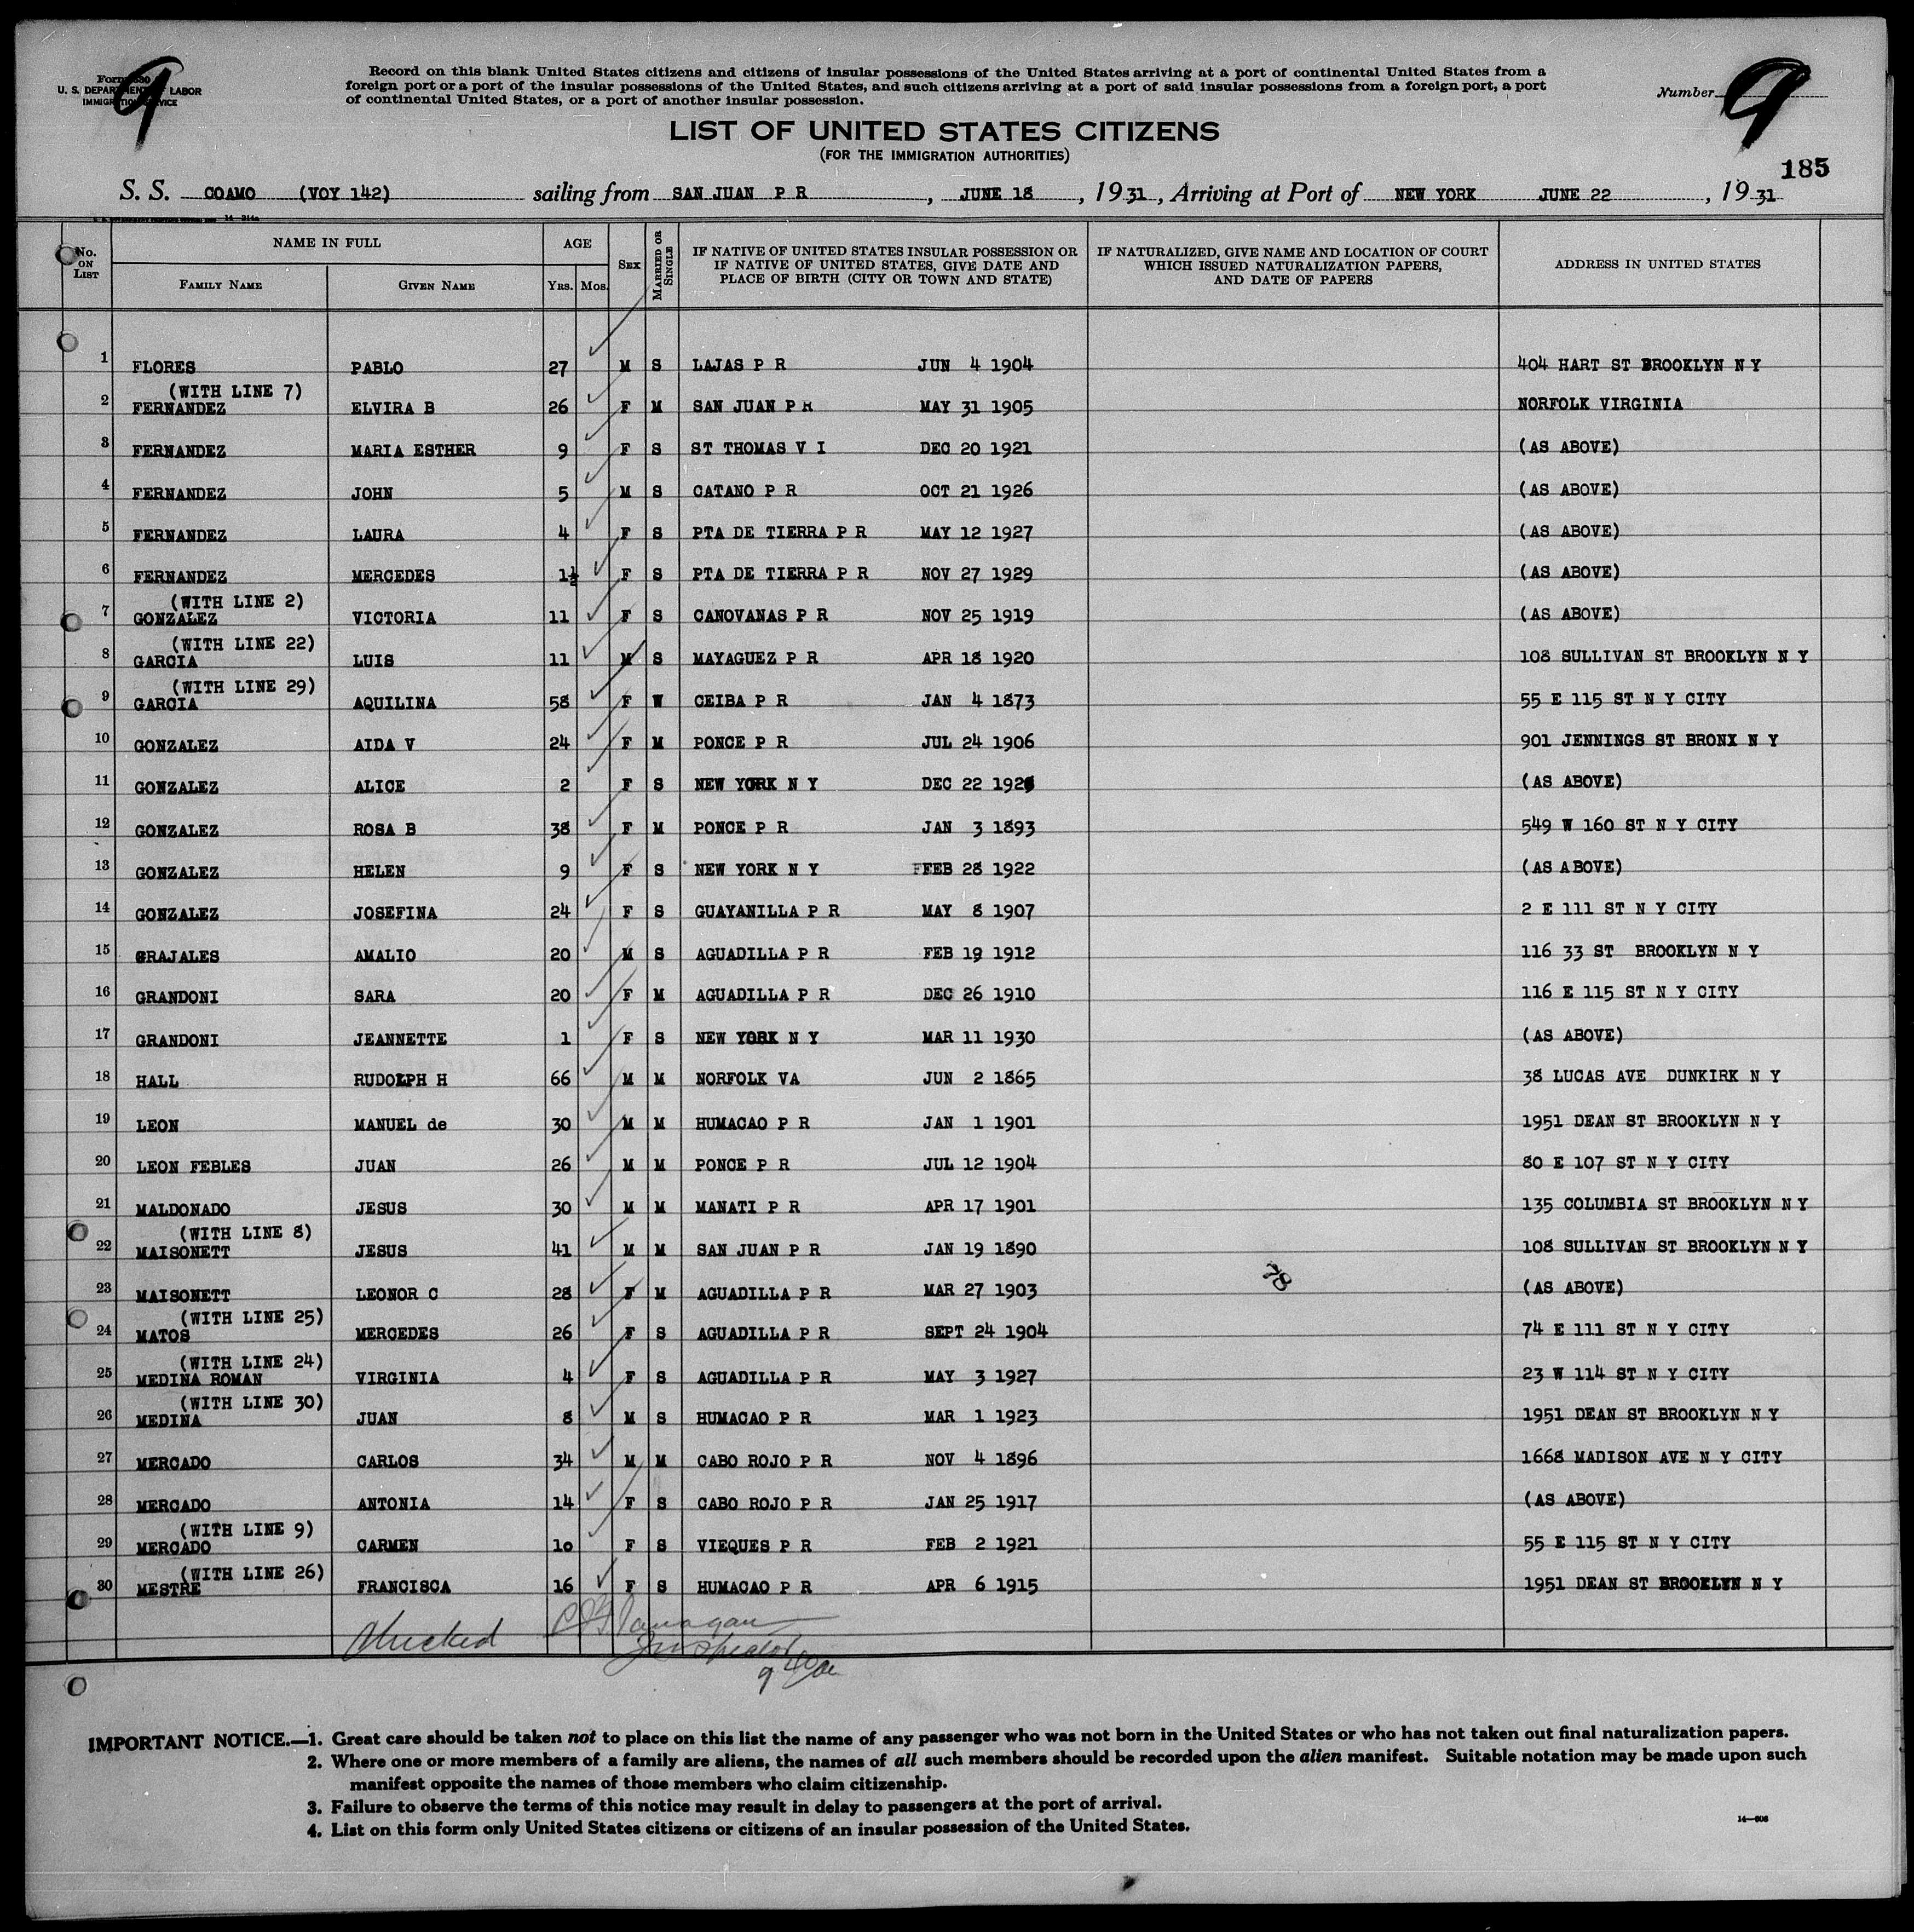 9
Form 630
U. S. DEPARTMENT OF LABOR
IMMIGRATION SERVICE
Record on this blank United States citizens and citizens of insular possessions of the United States arriving at a port of continental United States from a
foreign port or a port of the insular possessions of the United States, and such citizens arriving at a port of said insular possessions from a foreign port, a port
of continental United States, or a port of another insular possession.
Number 9
LIST OF UNITED STATES CITIZENS
(FOR THE IMMIGRATION AUTHORITIES)
185
S. S. COAMO (VOY 142) sailing from SAN JUAN P R, JUNE 18, 1931, Arriving at Port of NEW YORK JUNE 22, 1931
No. ON LIST
NAME IN FULL
FAMILY NAME
GIVEN NAME
AGE
YRS. MOS.
SEX
MARRIED OR SINGLE
IF NATIVE OF UNITED STATES INSULAR POSSESSION OR
IF NATIVE OF UNITED STATES, GIVE DATE AND
PLACE OF BIRTH (CITY OR TOWN AND STATE)
IF NATURALIZED, GIVE NAME AND LOCATION OF COURT
WHICH ISSUED NATURALIZATION PAPERS,
AND DATE OF PAPERS
ADDRESS IN UNITED STATES
1 FLORES PABLO 27 M S LAJAS P R JUN 4 1904 404 HART ST BROOKLYN N Y
(WITH LINE 7)
2 FERNANDEZ ELVIRA B 26 F M SAN JUAN P R MAY 31 1905 NORFOLK VIRGINIA
3 FERNANDEZ MARIA ESTHER 9 F S ST THOMAS V I DEC 20 1921 (AS ABOVE)
4 FERNANDEZ JOHN 5 M S CATANO P R OCT 21 1926 (AS ABOVE)
5 FERNANDEZ LAURA 4 F S PTA DE TIERRA P R MAY 12 1927 (AS ABOVE)
6 FERNANDEZ MERCEDES 1½ F S PTA DE TIERRA P R NOV 27 1929 (AS ABOVE)
(WITH LINE 2)
7 GONZALEZ VICTORIA 11 F S CANOVANAS P R NOV 25 1919 (AS ABOVE)
(WITH LINE 22)
8 GARCIA LUIS 11 M S MAYAGUEZ P R APR 18 1920 108 SULLIVAN ST BROOKLYN N Y
(WITH LINE 29)
9 GARCIA AQUILINA 58 F W CEIBA P R JAN 4 1873 55 E 115 ST N Y CITY
10 GONZALEZ AIDA V 24 F M PONCE P R JUL 24 1906 901 JENNINGS ST BRONX N Y
11 GONZALEZ ALICE 2 F S NEW YORK N Y DEC 22 1928 (AS ABOVE)
12 GONZALEZ ROSA B 38 F M PONCE P R JAN 3 1893 549 W 160 ST N Y CITY
13 GONZALEZ HELEN 9 F S NEW YORK N Y FEB 28 1922 (AS ABOVE)
14 GONZALEZ JOSEFINA 24 F S GUAYANILLA P R MAY 8 1907 2 E 111 ST N Y CITY
15 GRAJALES AMALIO 20 M S AGUADILLA P R FEB 19 1912 116 33 ST BROOKLYN N Y
16 GRANDONI SARA 20 F M AGUADILLA P R DEC 26 1910 116 E 115 ST N Y CITY
17 GRANDONI JEANNETTE 1 F S NEW YORK N Y MAR 11 1930 (AS ABOVE)
18 HALL RUDOLPH H 66 M M NORFOLK VA JUN 2 1865 38 LUCAS AVE DUNKIRK N Y
19 LEON MANUEL de 30 M M HUMACAO P R JAN 1 1901 1951 DEAN ST BROOKLYN N Y
20 LEON FEBLES JUAN 26 M M PONCE P R JUL 12 1904 80 E 107 ST N Y CITY
21 MALDONADO JESUS 30 M M MANATI P R APR 17 1901 135 COLUMBIA ST BROOKLYN N Y
(WITH LINE 8)
22 MAISONETT JESUS 41 M M SAN JUAN P R JAN 19 1890 108 SULLIVAN ST BROOKLYN N Y
78
23 MAISONETT LEONOR C 28 F M AGUADILLA P R MAR 27 1903 (AS ABOVE)
(WITH LINE 25)
24 MATOS MERCEDES 26 F S AGUADILLA P R SEPT 24 1904 74 E 111 ST N Y CITY
(WITH LINE 24)
25 MEDINA ROMAN VIRGINIA 4 F S AGUADILLA P R MAY 3 1927 23 W 114 ST N Y CITY
(WITH LINE 30)
26 MEDINA JUAN 8 M S HUMACAO P R MAR 1 1923 1951 DEAN ST BROOKLYN N Y
27 MERCADO CARLOS 34 M M CABO ROJO P R NOV 4 1896 1668 MADISON AVE N Y CITY
28 MERCADO ANTONIA 14 F S CABO ROJO P R JAN 25 1917 (AS ABOVE)
(WITH LINE 9)
29 MERCADO CARMEN 10 F S VIEQUES P R FEB 2 1921 55 E 115 ST N Y CITY
(WITH LINE 26)
30 MESTRE FRANCISCA 16 F S HUMACAO P R APR 6 1915 1951 DEAN ST BROOKLYN N Y
Checked Flanagan
Inspector
IMPORTANT NOTICE.—1. Great care should be taken not to place on this list the name of any passenger who was not born in the United States or who has not taken out final naturalization papers.
2. Where one or more members of a family are aliens, the names of all such members should be recorded upon the alien manifest. Suitable notation may be made upon such
manifest opposite the names of those members who claim citizenship.
3. Failure to observe the terms of this notice may result in delay to passengers at the port of arrival.
4. List on this form only United States citizens or citizens of an insular possession of the United States.